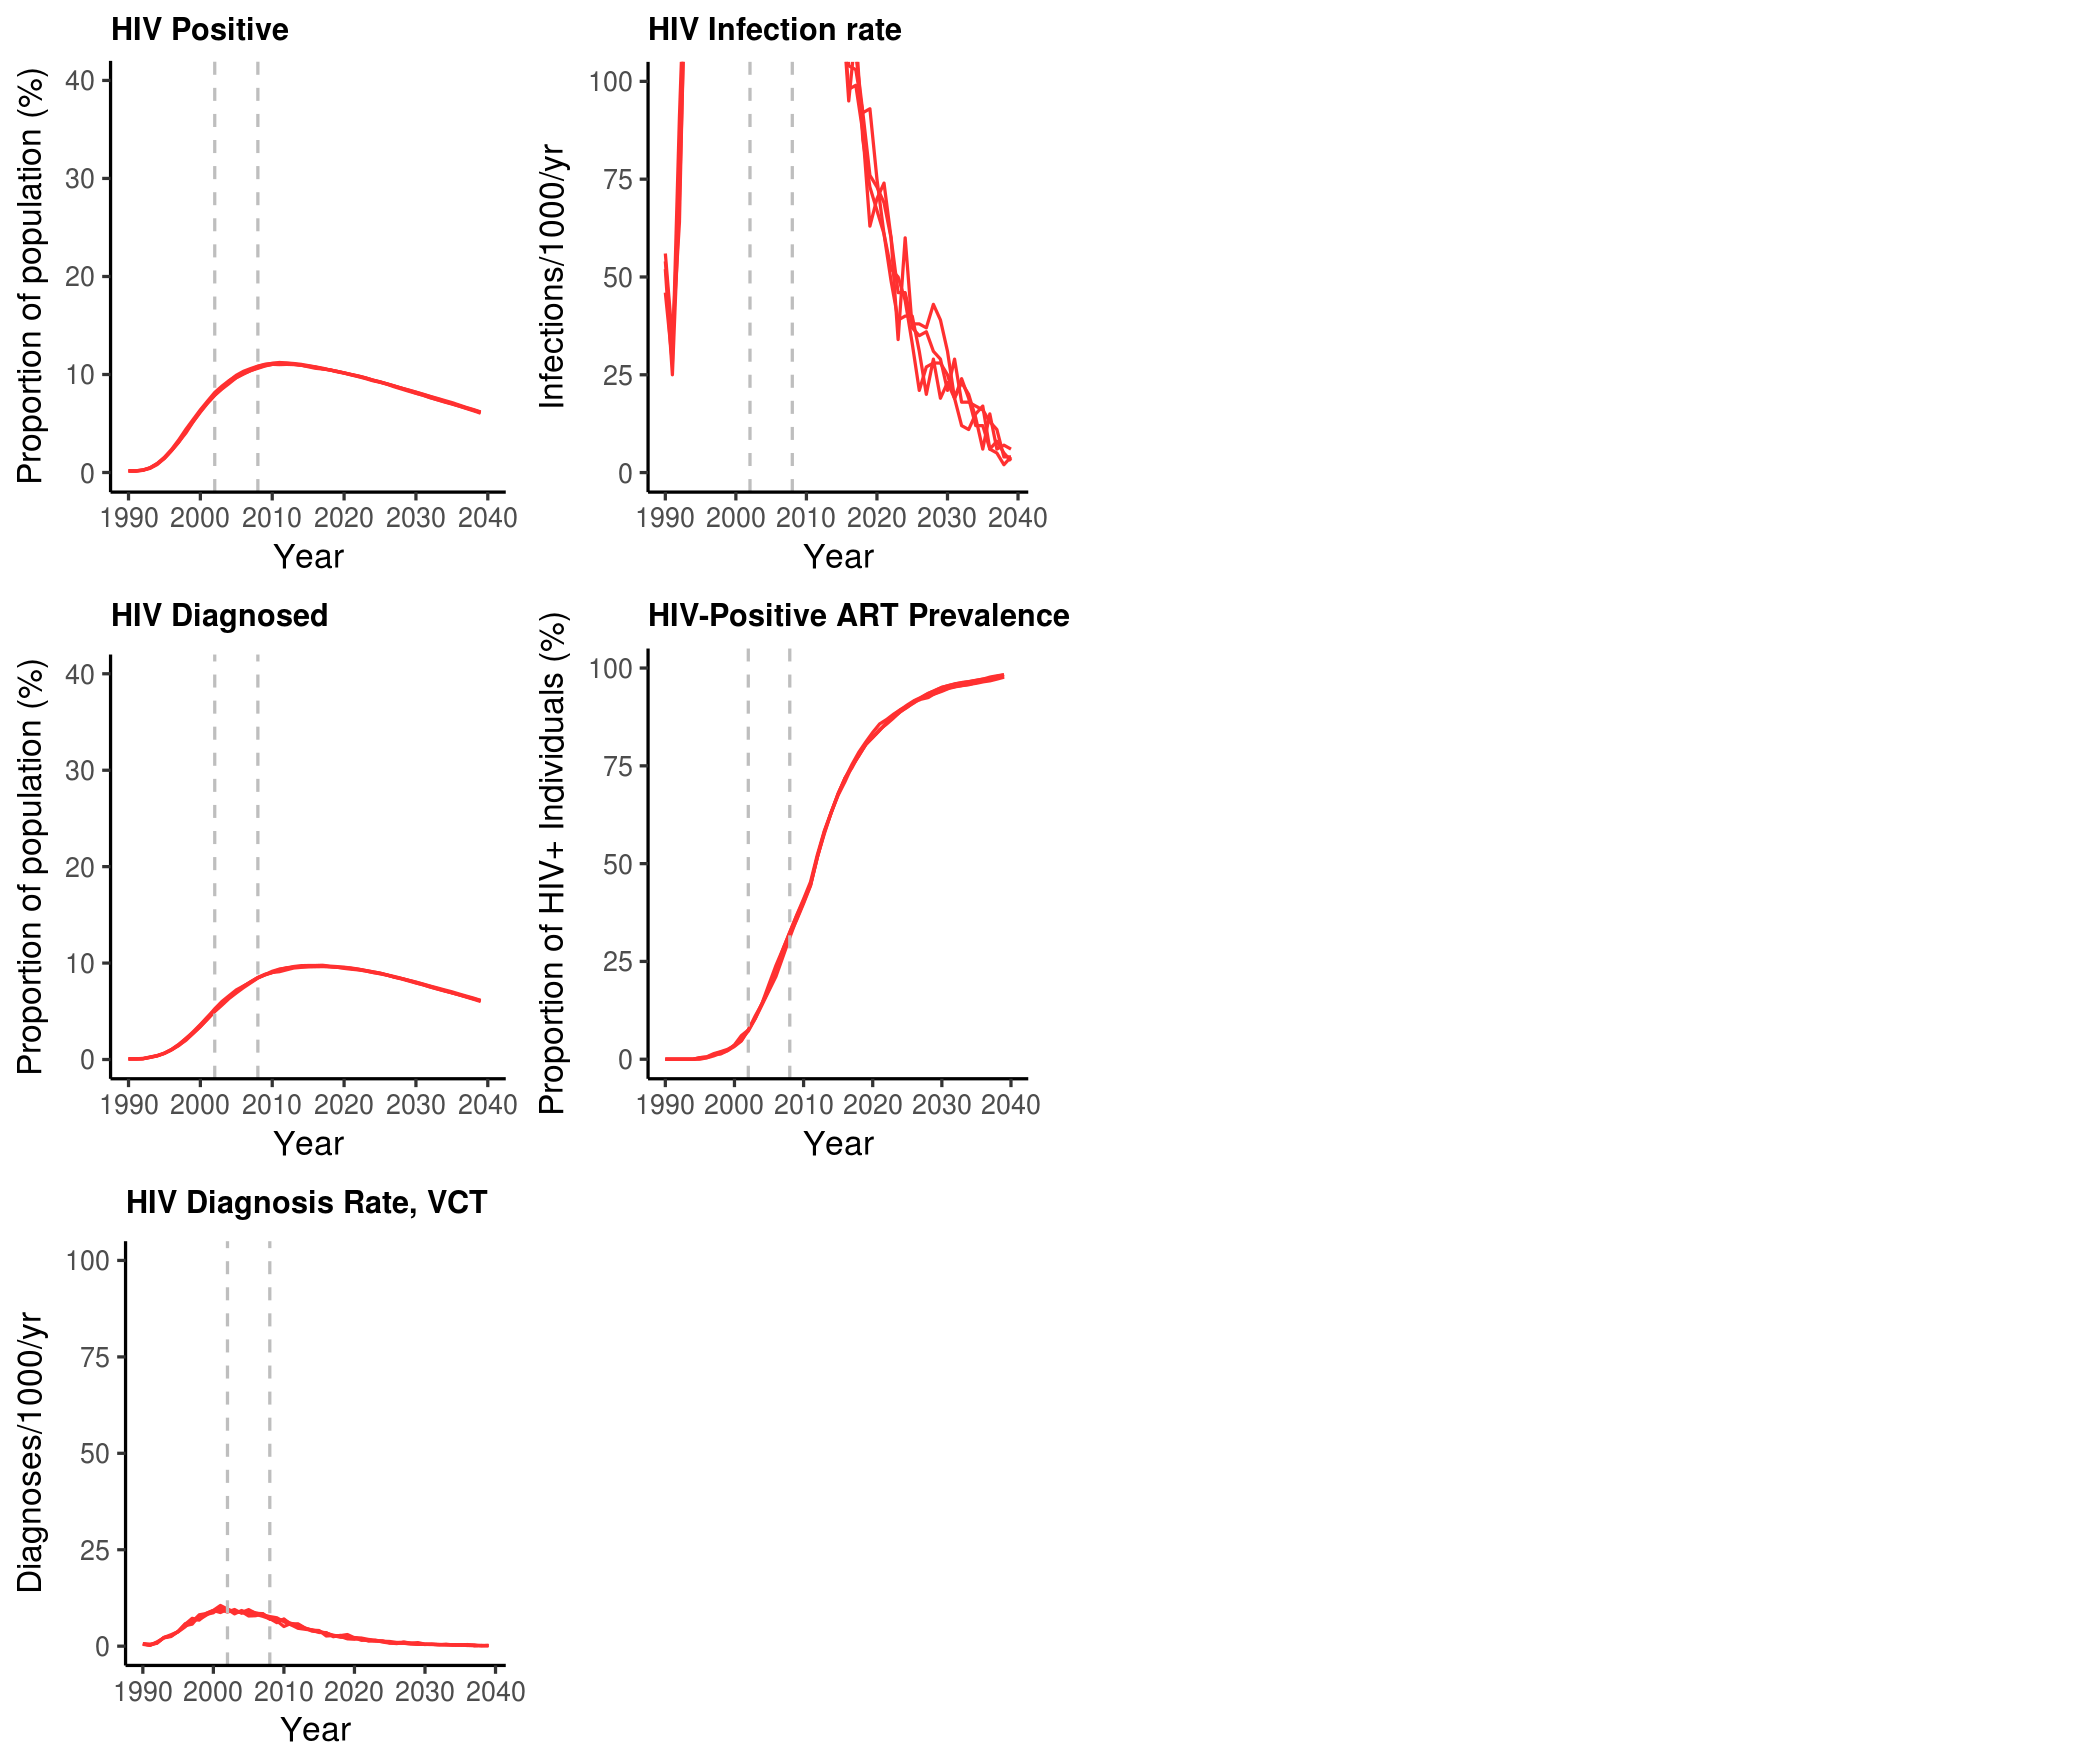 HIV Positive
Proportion of population (%)
40
30
20
10
0
1990 2000 2010 2020 2030 2040
Year
HIV Infection rate
Infections/1000/yr
100
75
50
25
0
1990 2000 2010 2020 2030 2040
Year
HIV Diagnosed
Proportion of population (%)
40
30
20
10
0
1990 2000 2010 2020 2030 2040
Year
HIV-Positive ART Prevalence
Proportion of HIV+ Individuals (%)
100
75
50
25
0
1990 2000 2010 2020 2030 2040
Year
HIV Diagnosis Rate, VCT
Diagnoses/1000/yr
100
75
50
25
0
1990 2000 2010 2020 2030 2040
Year